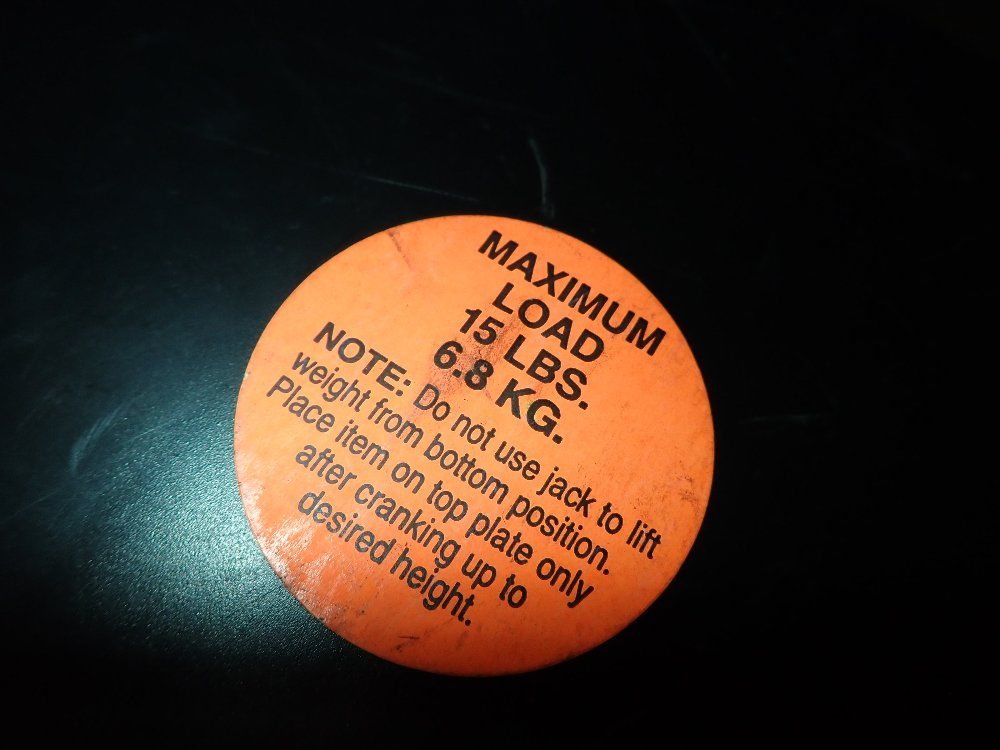 MAXIMUM
LOAD
15 LBS.
6.8 KG.
NOTE: Do not use jack to lift
weight from bottom position.
Place item on top plate only
after cranking up to
desired height.